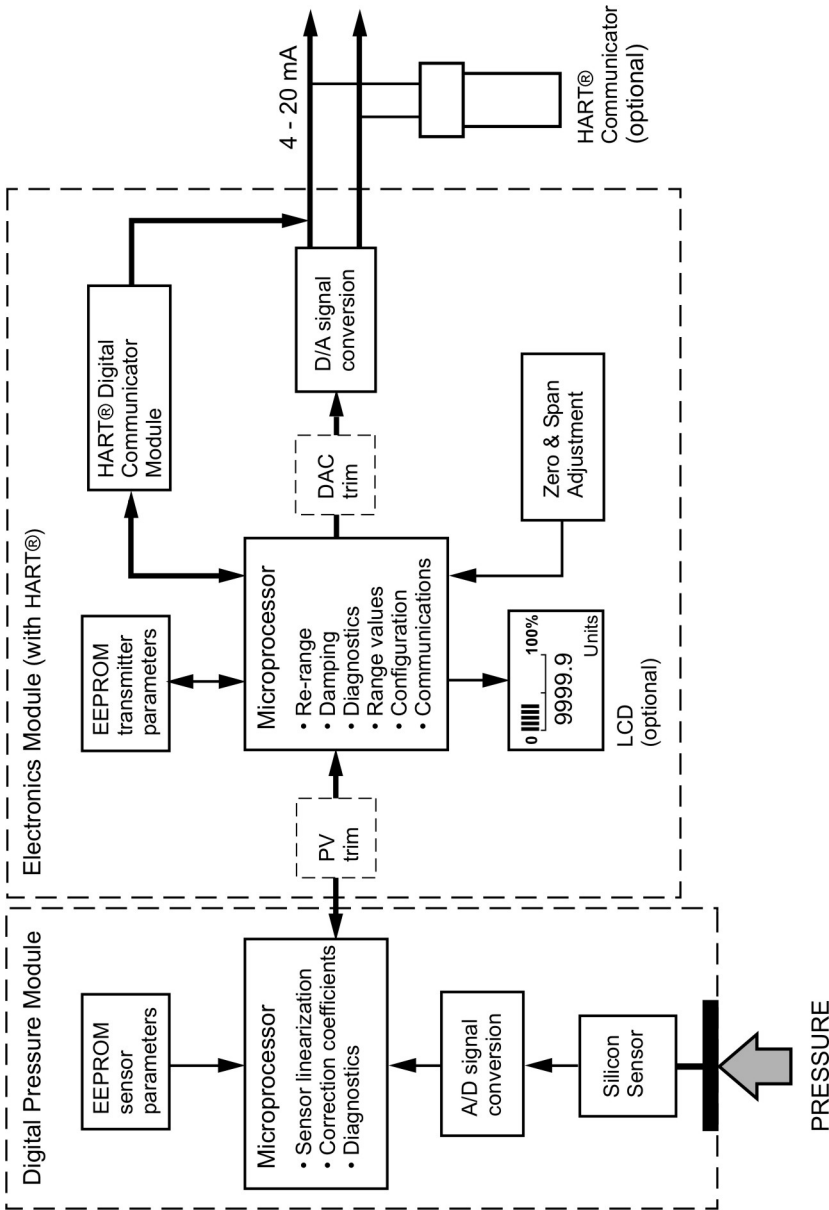 Digital Pressure Module
EEPROM
sensor
parameters
Microprocessor
• Sensor linearization
• Correction coefficients
• Diagnostics
A/D signal
conversion
Silicon
Sensor
PRESSURE
PV
trim
Electronics Module (with HART®)
EEPROM
transmitter
parameters
Microprocessor
• Re-range
• Damping
• Diagnostics
• Range values
• Configuration
• Communications
0 100%
9999.9
Units
LCD
(optional)
HART® Digital
Communicator
Module
DAC
trim
D/A signal
conversion
Zero & Span
Adjustment
4 - 20 mA
HART®
Communicator
(optional)